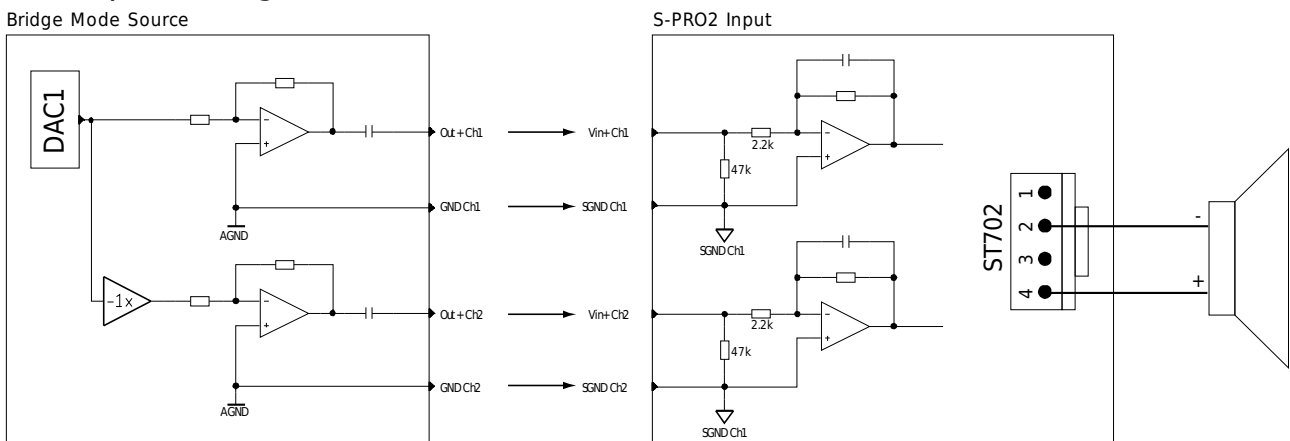 Bridge Mode Source
S-PRO2 Input
DAC1
-
+
Out+ Ch1
Vin+ Ch1
-
+
2.2k
47k
GND Ch1
SGND Ch1
AGND
SGND Ch1
ST702
1
2
3
4
-
+
-1x
-
+
Out+ Ch2
Vin+ Ch2
-
+
2.2k
47k
GND Ch2
SGND Ch2
AGND
SGND Ch1